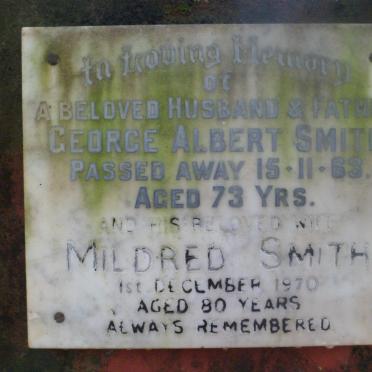 In Loving Memory
OF
A BELOVED HUSBAND & FATHER
GEORGE ALBERT SMITH
PASSED AWAY 15·11·63.
AGED 73 YRS.
AND HIS BELOVED WIFE
MILDRED SMITH
1st DECEMBER 1970
AGED 80 YEARS
ALWAYS REMEMBERED